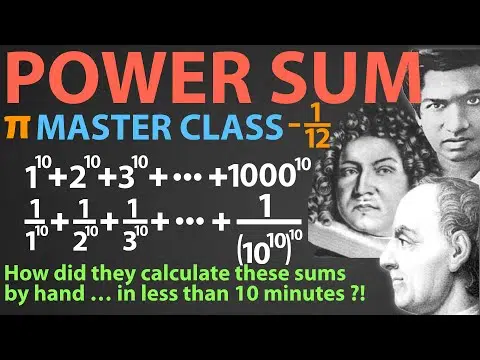 POWER SUM
π MASTER CLASS -1/12
1^10+2^10+3^10+ ··· +1000^10
1/1^10 + 1/2^10 + 1/3^10 + ··· + 1/(10^10)^10
How did they calculate these sums
by hand ... in less than 10 minutes ?!